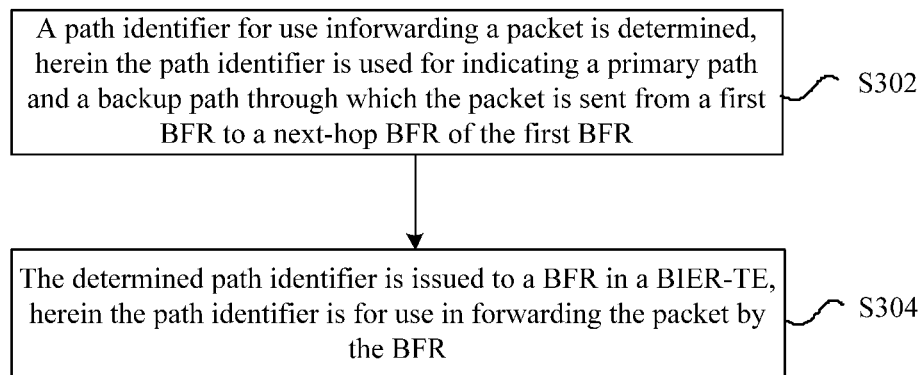 A path identifier for use inforwarding a packet is determined,
herein the path identifier is used for indicating a primary path
and a backup path through which the packet is sent from a first
BFR to a next-hop BFR of the first BFR
S302
The determined path identifier is issued to a BFR in a BIER-TE,
herein the path identifier is for use in forwarding the packet by
the BFR
S304